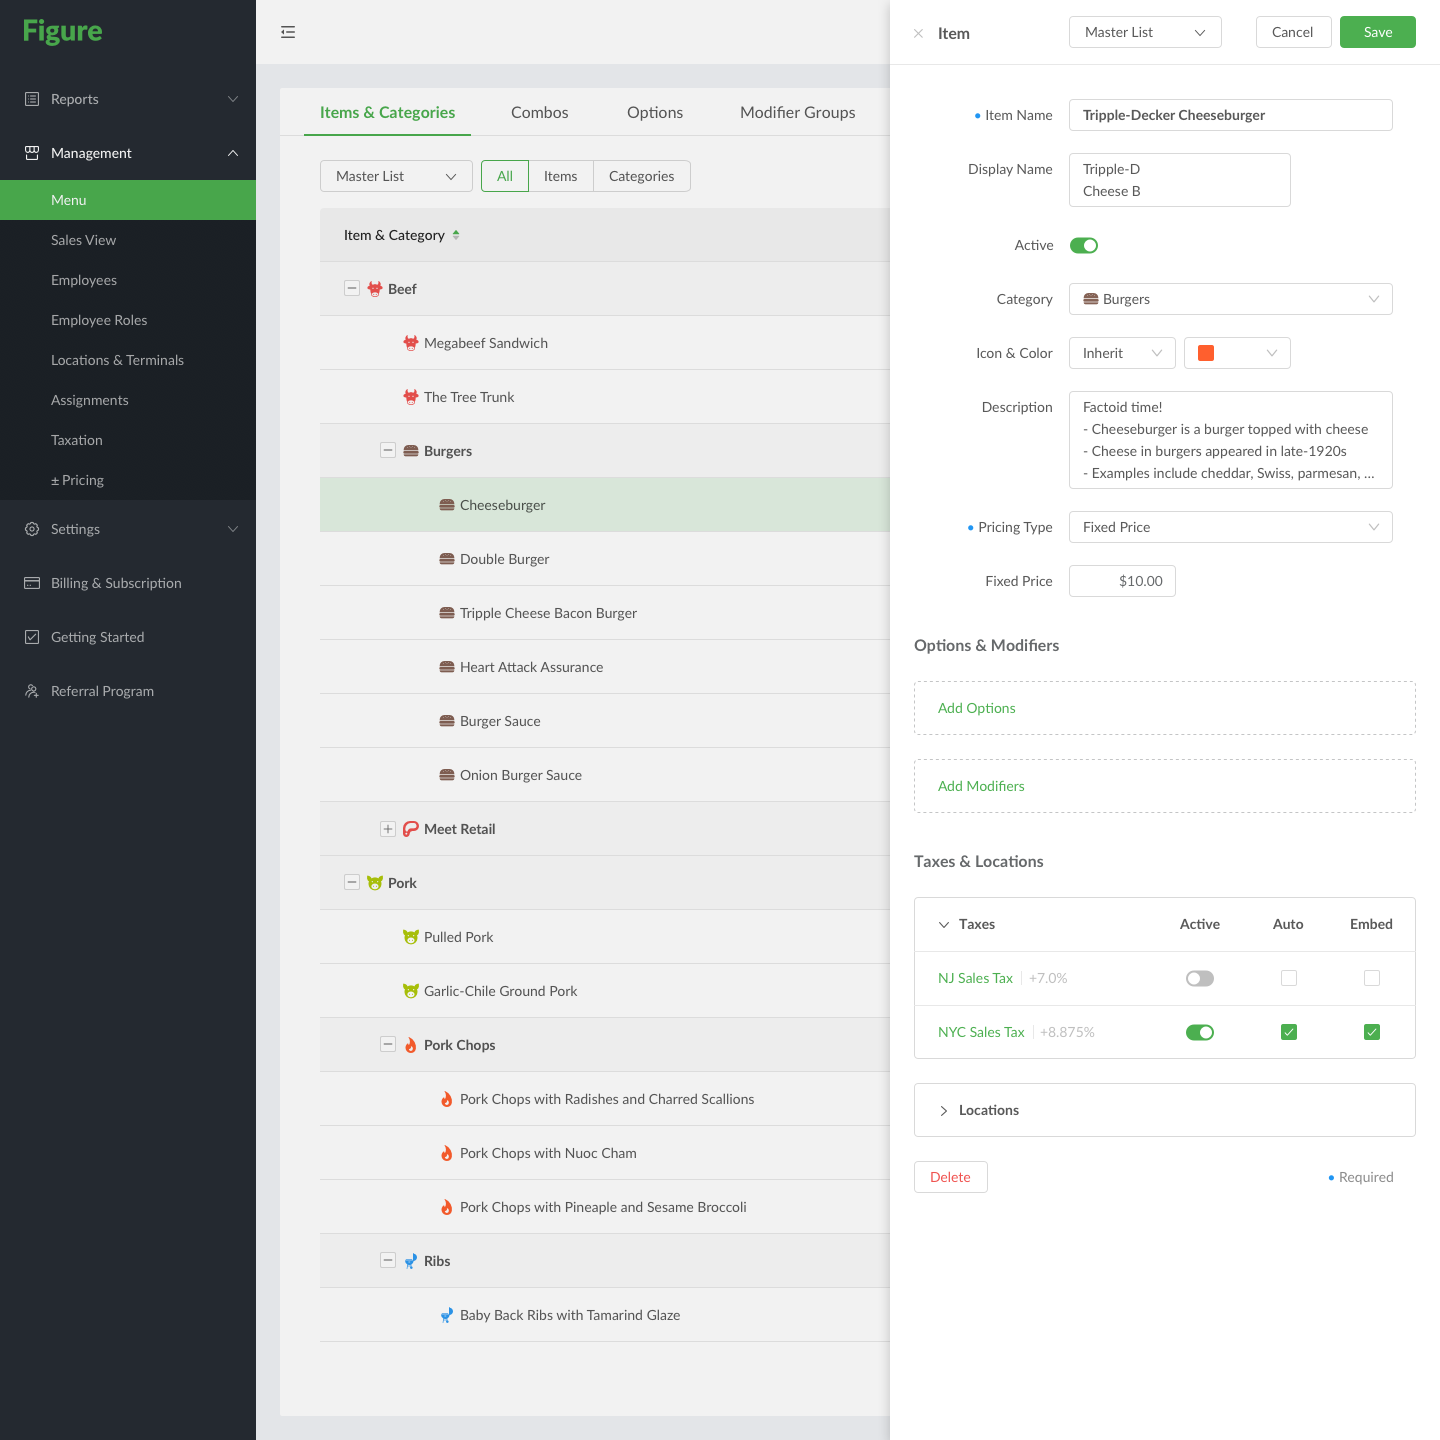 Figure
Reports
Management
Menu
Sales View
Employees
Employee Roles
Locations & Terminals
Assignments
Taxation
± Pricing
Settings
Billing & Subscription
Getting Started
Referral Program
Items & Categories
Combos
Options
Modifier Groups
Master List
All
Items
Categories
Item & Category
Beef
Megabeef Sandwich
The Tree Trunk
Burgers
Cheeseburger
Double Burger
Tripple Cheese Bacon Burger
Heart Attack Assurance
Burger Sauce
Onion Burger Sauce
Meet Retail
Pork
Pulled Pork
Garlic-Chile Ground Pork
Pork Chops
Pork Chops with Radishes and Charred Scallions
Pork Chops with Nuoc Cham
Pork Chops with Pineaple and Sesame Broccoli
Ribs
Baby Back Ribs with Tamarind Glaze
Item
Master List
Cancel
Save
Item Name
Tripple-Decker Cheeseburger
Display Name
Tripple-D
Cheese B
Active
Category
Burgers
Icon & Color
Inherit
Description
Factoid time!
- Cheeseburger is a burger topped with cheese
- Cheese in burgers appeared in late-1920s
- Examples include cheddar, Swiss, parmesan, ...
Pricing Type
Fixed Price
Fixed Price
$10.00
Options & Modifiers
Add Options
Add Modifiers
Taxes & Locations
Taxes Active Auto Embed
NJ Sales Tax +7.0%
NYC Sales Tax +8.875%
Locations
Delete
Required